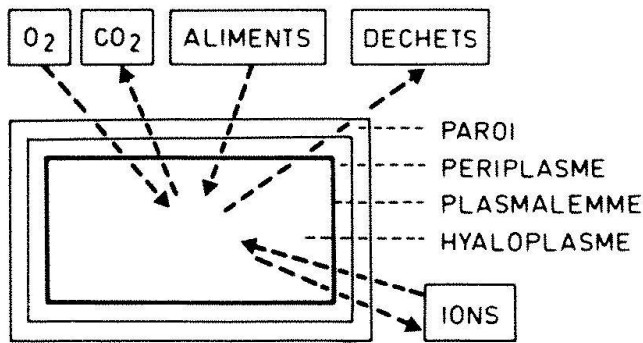 O2 CO2 ALIMENTS DECHETS
PAROI
PERIPLASME
PLASMALEMME
HYALOPLASME
IONS